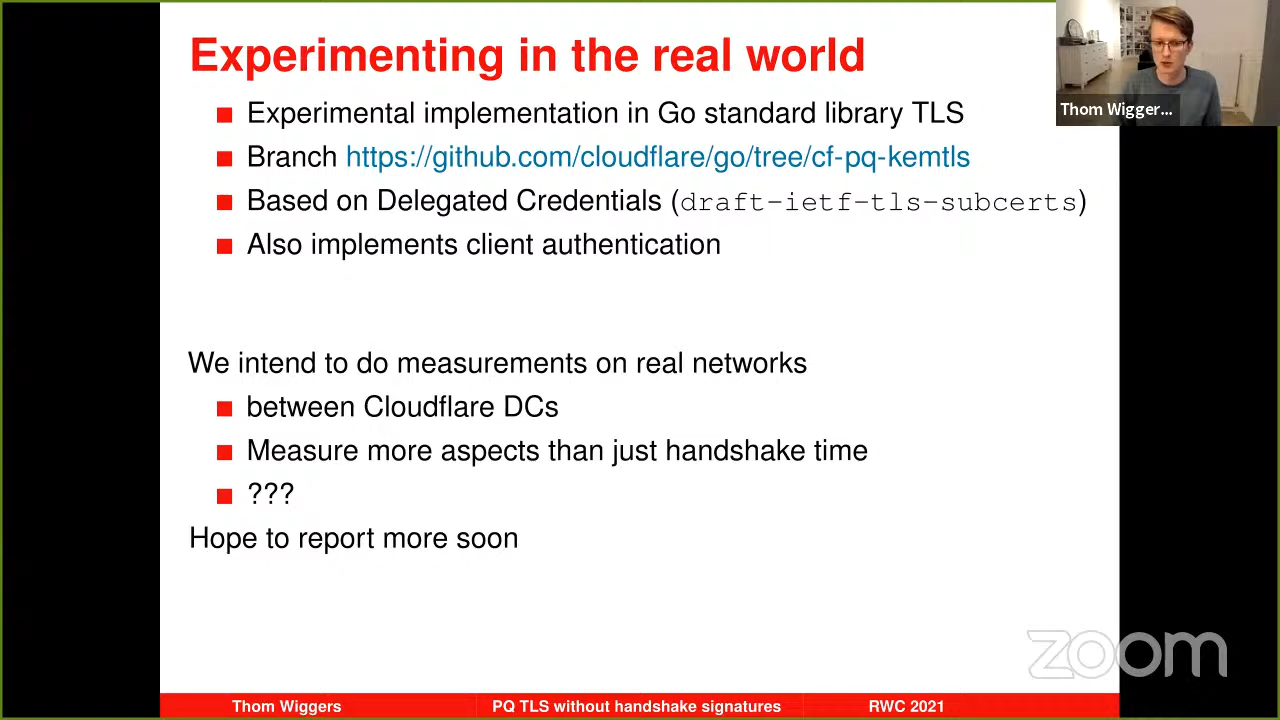 Experimenting in the real world
Experimental implementation in Go standard library TLS
Branch https://github.com/cloudflare/go/tree/cf-pq-kemtls
Based on Delegated Credentials (draft-ietf-tls-subcerts)
Also implements client authentication
We intend to do measurements on real networks
between Cloudflare DCs
Measure more aspects than just handshake time
???
Hope to report more soon
Thom Wigger...
zoom
Thom Wiggers PQ TLS without handshake signatures RWC 2021